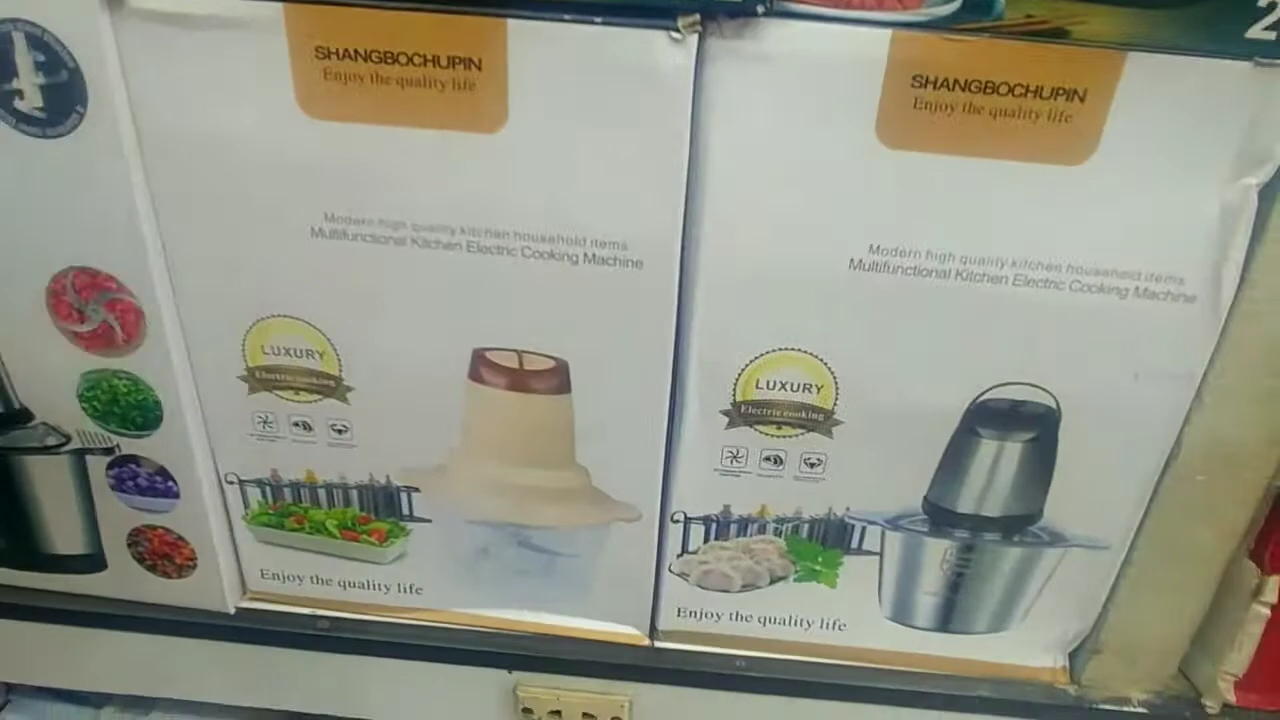 SHANGBOCHUPIN
Enjoy the quality life
Modern high quality kitchen household items
Multifunctional Kitchen Electric Cooking Machine
LUXURY
Electric cooking
Enjoy the quality life
SHANGBOCHUPIN
Enjoy the quality life
Modern high quality kitchen household items
Multifunctional Kitchen Electric Cooking Machine
LUXURY
Electric cooking
Enjoy the quality life
2